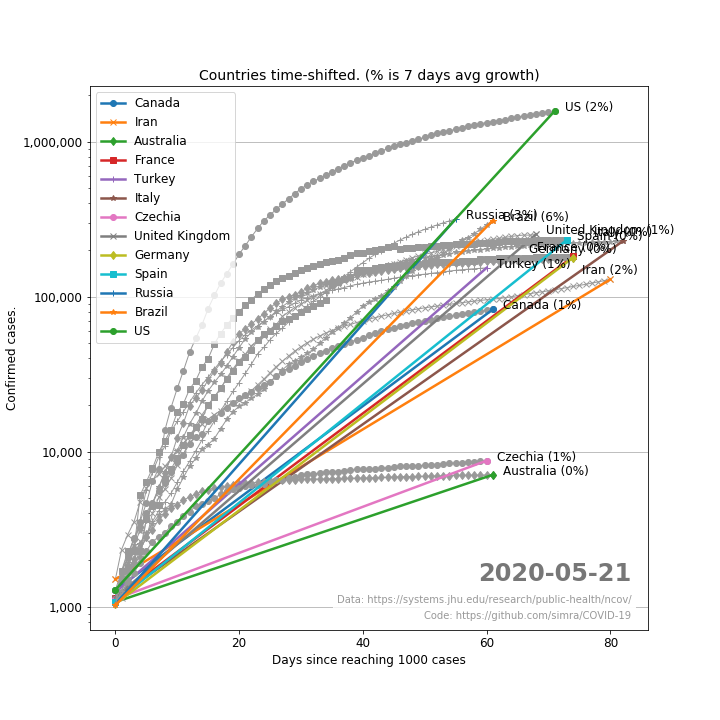 Countries time-shifted. (% is 7 days avg growth)
Canada
Iran
Australia
France
Turkey
Italy
Czechia
United Kingdom
Germany
Spain
Russia
Brazil
US
1,000,000
100,000
10,000
1,000
Confirmed cases.
US (2%)
Russia (3%)
Brazil (6%)
United Kingdom (1%)
Spain (0%)
France (0%)
Germany (0%)
Turkey (1%)
Iran (2%)
Canada (1%)
Czechia (1%)
Australia (0%)
2020-05-21
Data: https://systems.jhu.edu/research/public-health/ncov/
Code: https://github.com/simra/COVID-19
0
20
40
60
80
Days since reaching 1000 cases